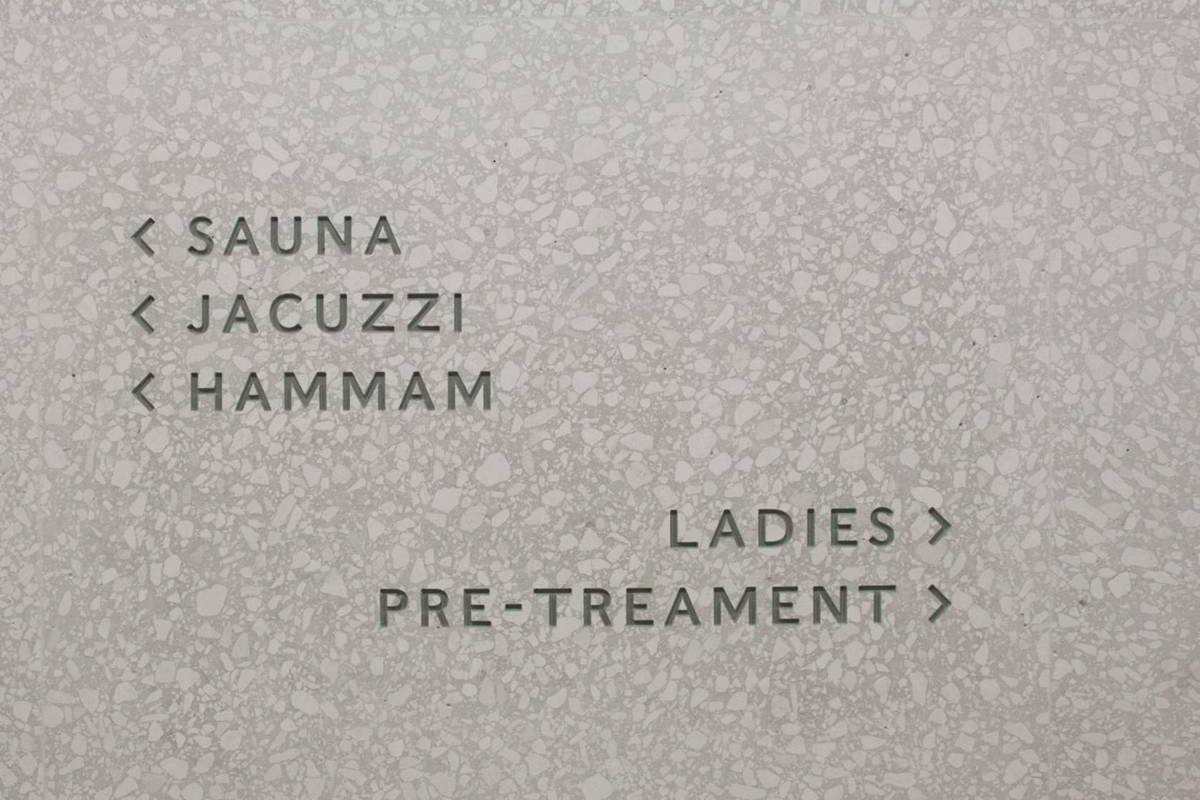 < SAUNA
< JACUZZI
< HAMMAM
LADIES >
PRE-TREAMENT >